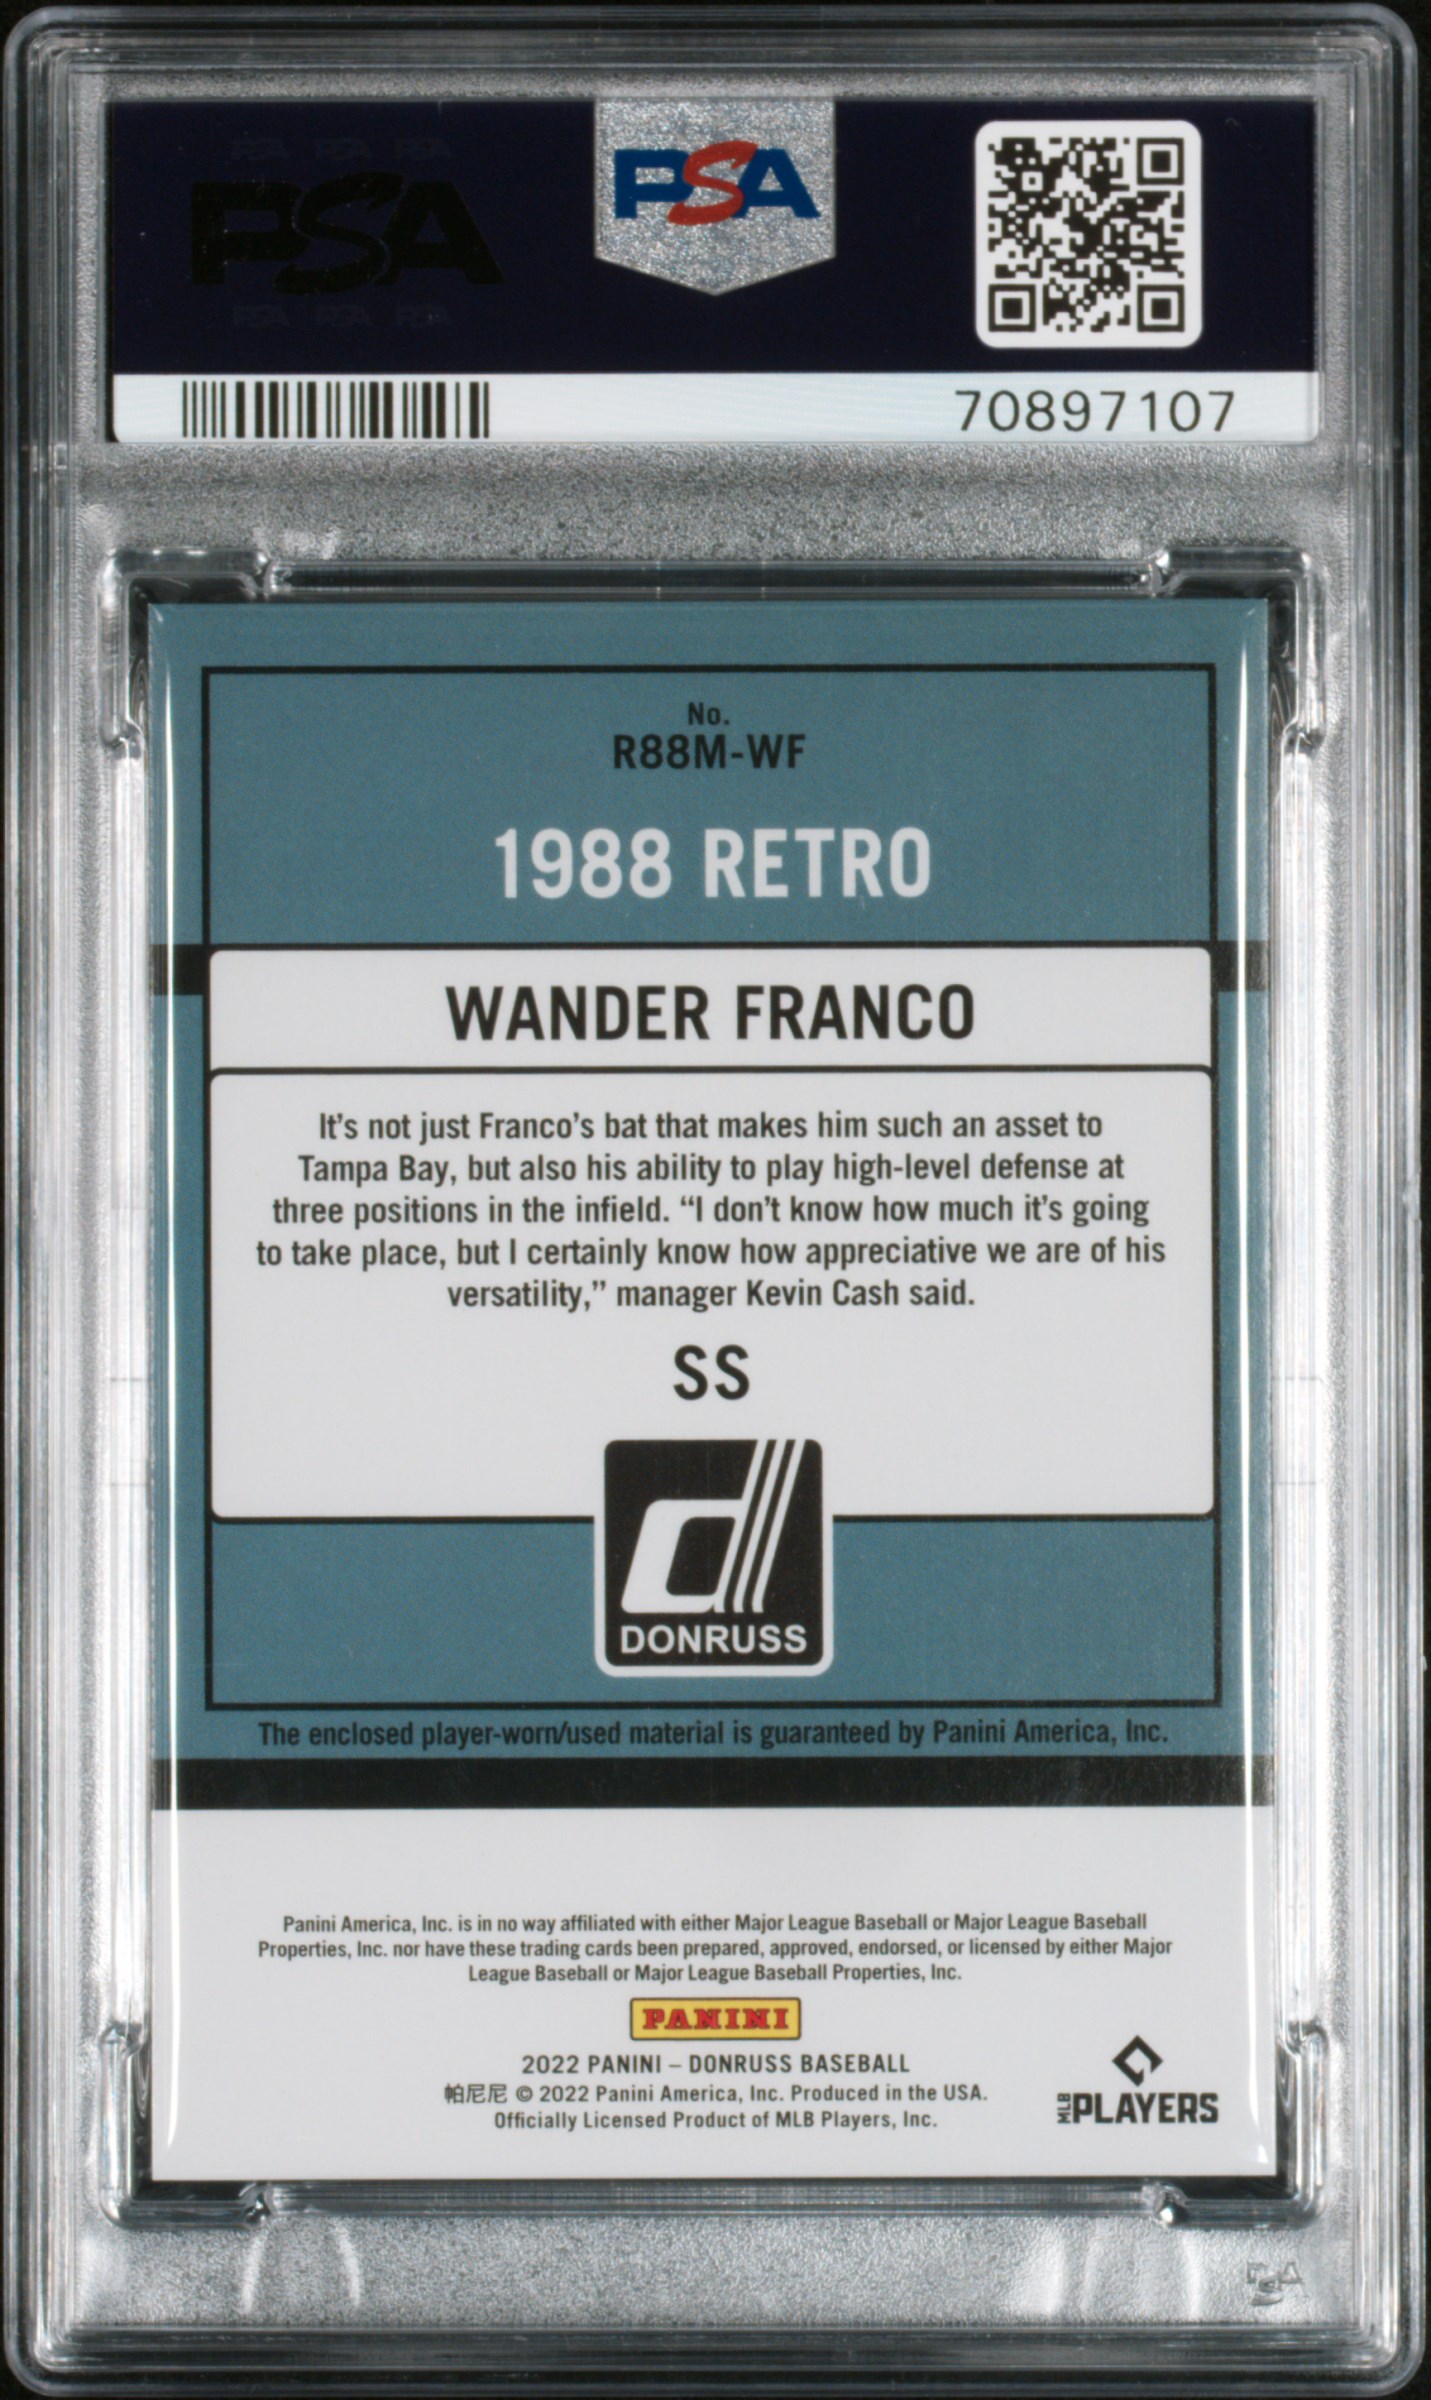 PSA PSA PSA
PSA
PSA PSA PSA
PSA
70897107
No.
R88M-WF
1988 RETRO
WANDER FRANCO
It's not just Franco's bat that makes him such an asset to
Tampa Bay, but also his ability to play high-level defense at
three positions in the infield. “I don't know how much it's going
to take place, but I certainly know how appreciative we are of his
versatility,” manager Kevin Cash said.
SS
d
DONRUSS
The enclosed player-worn/used material is guaranteed by Panini America, Inc.
Panini America, Inc. is in no way affiliated with either Major League Baseball or Major League Baseball
Properties, Inc. nor have these trading cards been prepared, approved, endorsed, or licensed by either Major
League Baseball or Major League Baseball Properties, Inc.
PANINI
2022 PANINI – DONRUSS BASEBALL
帕尼尼 © 2022 Panini America, Inc. Produced in the USA.
Officially Licensed Product of MLB Players, Inc.
MLB PLAYERS
PSA